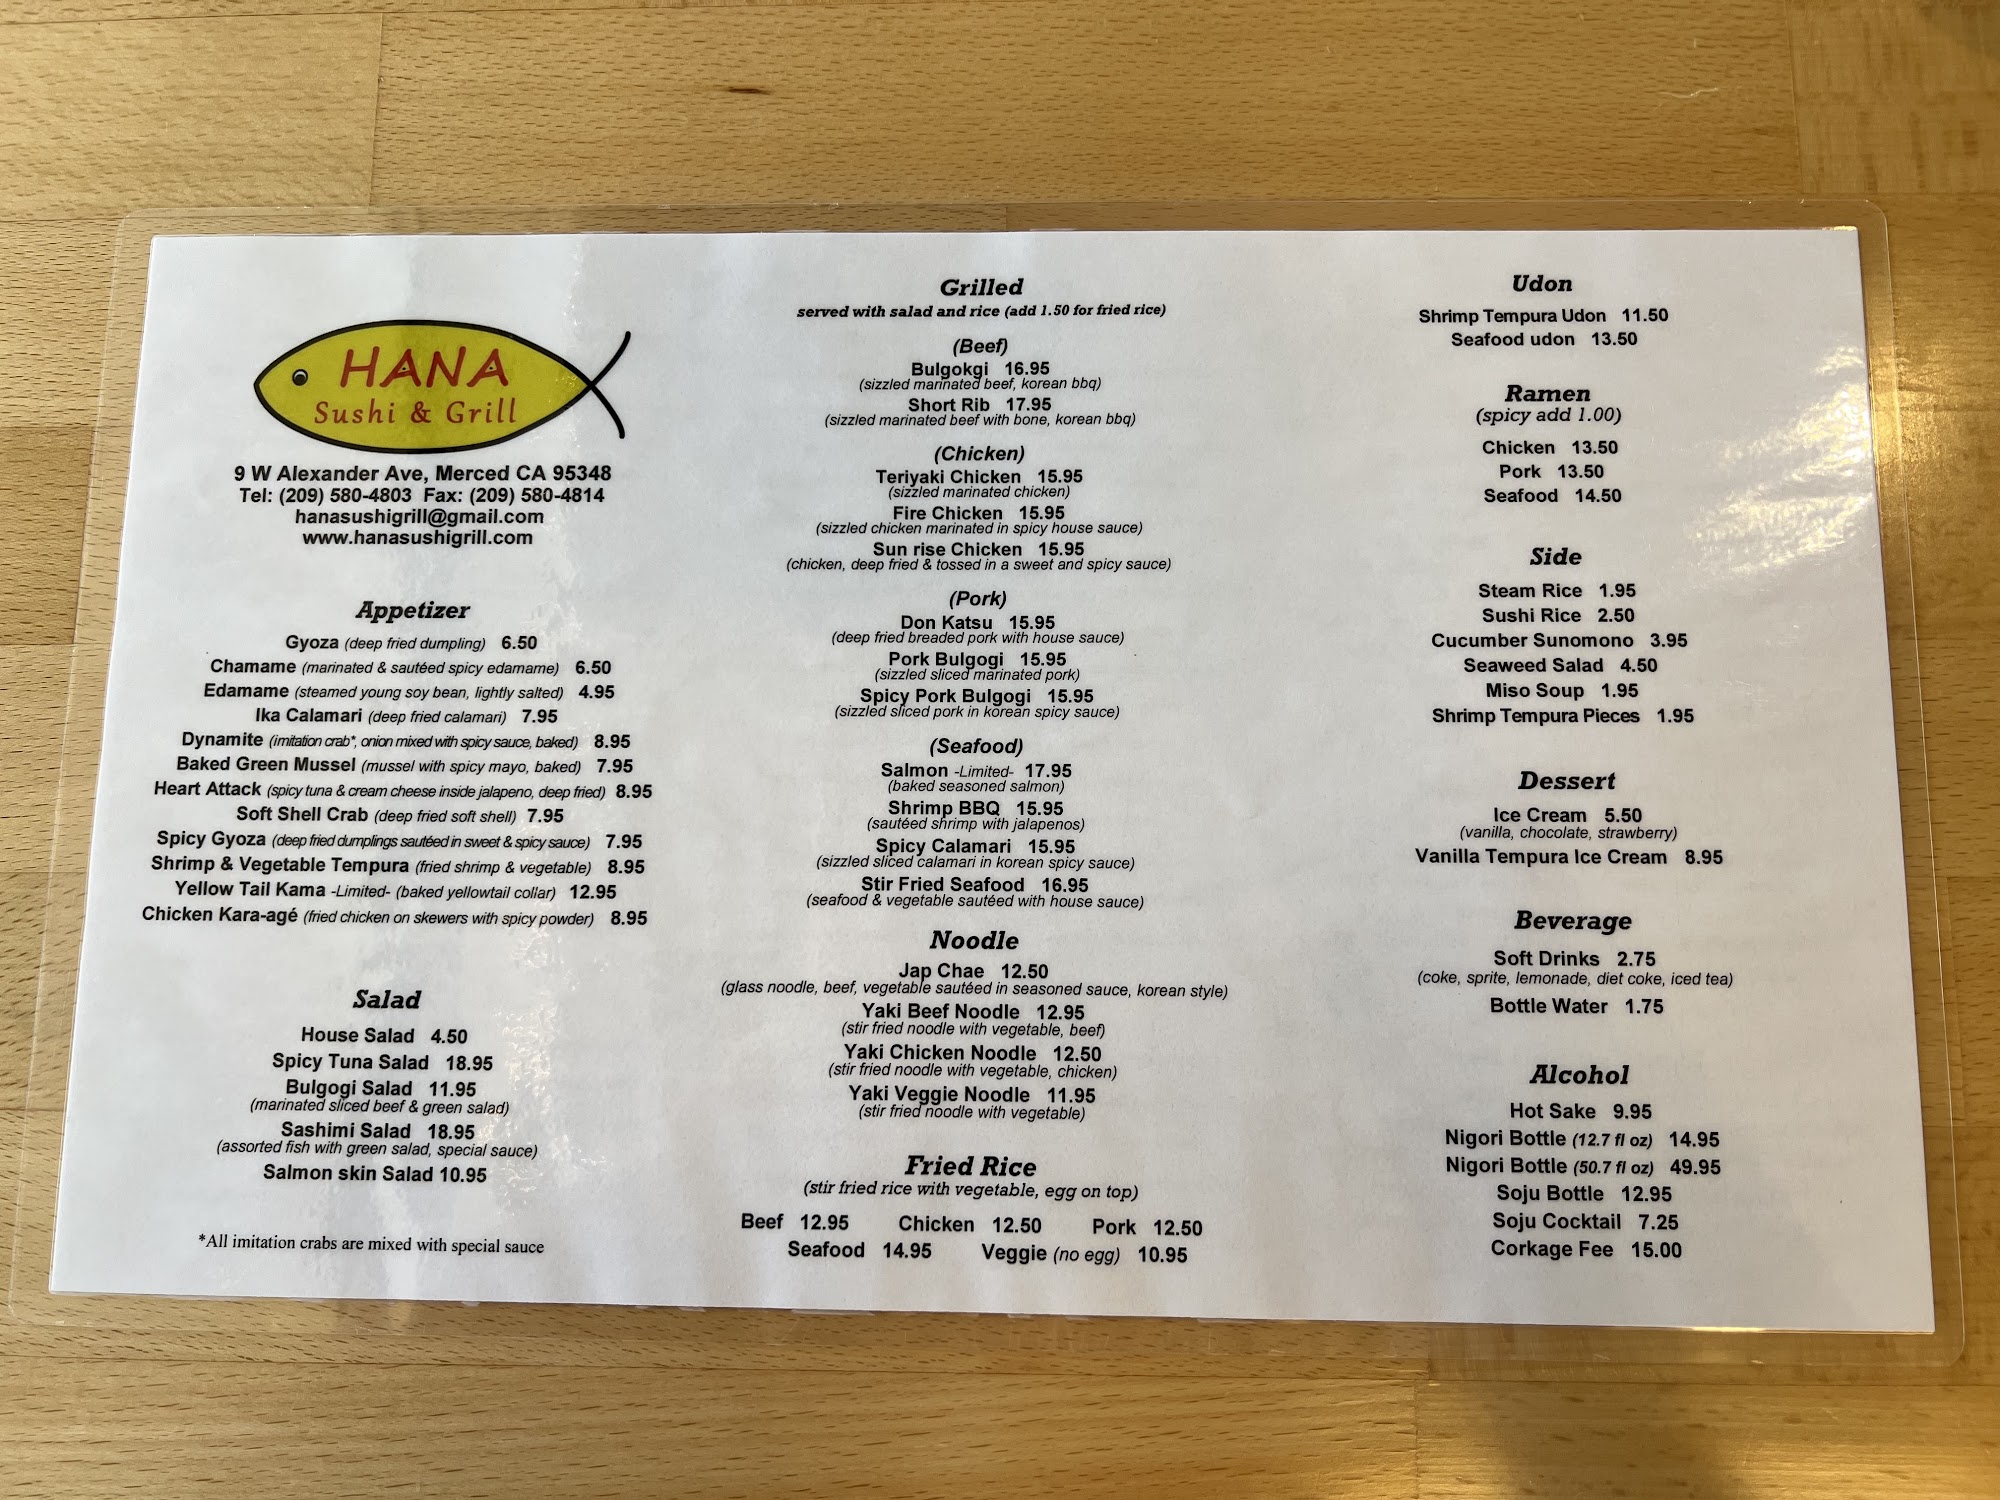 HANA
Sushi & Grill
9 W Alexander Ave, Merced CA 95348
Tel: (209) 580-4803 Fax: (209) 580-4814
hanasushigrill@gmail.com
www.hanasushigrill.com
Appetizer
Gyoza (deep fried dumpling) 6.50
Chamame (marinated & sautéed spicy edamame) 6.50
Edamame (steamed young soy bean, lightly salted) 4.95
Ika Calamari (deep fried calamari) 7.95
Dynamite (imitation crab*, onion mixed with spicy sauce, baked) 8.95
Baked Green Mussel (mussel with spicy mayo, baked) 7.95
Heart Attack (spicy tuna & cream cheese inside jalapeno, deep fried) 8.95
Soft Shell Crab (deep fried soft shell) 7.95
Spicy Gyoza (deep fried dumplings sautéed in sweet & spicy sauce) 7.95
Shrimp & Vegetable Tempura (fried shrimp & vegetable) 8.95
Yellow Tail Kama -Limited- (baked yellowtail collar) 12.95
Chicken Kara-agé (fried chicken on skewers with spicy powder) 8.95
Salad
House Salad 4.50
Spicy Tuna Salad 18.95
Bulgogi Salad 11.95
(marinated sliced beef & green salad)
Sashimi Salad 18.95
(assorted fish with green salad, special sauce)
Salmon skin Salad 10.95
*All imitation crabs are mixed with special sauce
Grilled
served with salad and rice (add 1.50 for fried rice)
(Beef)
Bulgokgi 16.95
(sizzled marinated beef, korean bbq)
Short Rib 17.95
(sizzled marinated beef with bone, korean bbq)
(Chicken)
Teriyaki Chicken 15.95
(sizzled marinated chicken)
Fire Chicken 15.95
(sizzled chicken marinated in spicy house sauce)
Sun rise Chicken 15.95
(chicken, deep fried & tossed in a sweet and spicy sauce)
(Pork)
Don Katsu 15.95
(deep fried breaded pork with house sauce)
Pork Bulgogi 15.95
(sizzled sliced marinated pork)
Spicy Pork Bulgogi 15.95
(sizzled sliced pork in korean spicy sauce)
(Seafood)
Salmon -Limited- 17.95
(baked seasoned salmon)
Shrimp BBQ 15.95
(sautéed shrimp with jalapenos)
Spicy Calamari 15.95
(sizzled sliced calamari in korean spicy sauce)
Stir Fried Seafood 16.95
(seafood & vegetable sautéed with house sauce)
Noodle
Jap Chae 12.50
(glass noodle, beef, vegetable sautéed in seasoned sauce, korean style)
Yaki Beef Noodle 12.95
(stir fried noodle with vegetable, beef)
Yaki Chicken Noodle 12.50
(stir fried noodle with vegetable, chicken)
Yaki Veggie Noodle 11.95
(stir fried noodle with vegetable)
Fried Rice
(stir fried rice with vegetable, egg on top)
Beef 12.95 Chicken 12.50 Pork 12.50
Seafood 14.95 Veggie (no egg) 10.95
Udon
Shrimp Tempura Udon 11.50
Seafood udon 13.50
Ramen
(spicy add 1.00)
Chicken 13.50
Pork 13.50
Seafood 14.50
Side
Steam Rice 1.95
Sushi Rice 2.50
Cucumber Sunomono 3.95
Seaweed Salad 4.50
Miso Soup 1.95
Shrimp Tempura Pieces 1.95
Dessert
Ice Cream 5.50
(vanilla, chocolate, strawberry)
Vanilla Tempura Ice Cream 8.95
Beverage
Soft Drinks 2.75
(coke, sprite, lemonade, diet coke, iced tea)
Bottle Water 1.75
Alcohol
Hot Sake 9.95
Nigori Bottle (12.7 fl oz) 14.95
Nigori Bottle (50.7 fl oz) 49.95
Soju Bottle 12.95
Soju Cocktail 7.25
Corkage Fee 15.00